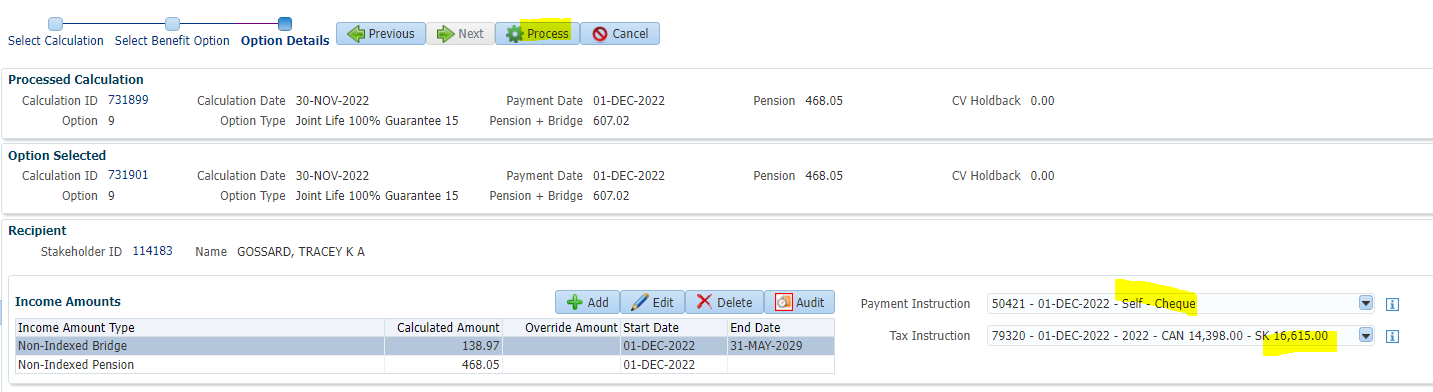 Select Calculation Select Benefit Option Option Details Previous Next Process Cancel
Processed Calculation
Calculation ID 731899 Calculation Date 30-NOV-2022 Payment Date 01-DEC-2022 Pension 468.05 CV Holdback 0.00
Option 9 Option Type Joint Life 100% Guarantee 15 Pension + Bridge 607.02
Option Selected
Calculation ID 731901 Calculation Date 30-NOV-2022 Payment Date 01-DEC-2022 Pension 468.05 CV Holdback 0.00
Option 9 Option Type Joint Life 100% Guarantee 15 Pension + Bridge 607.02
Recipient
Stakeholder ID 114183 Name GOSSARD, TRACEY K A
Income Amounts Add Edit Delete Audit
Payment Instruction 50421 - 01-DEC-2022 - Self - Cheque
Income Amount Type Calculated Amount Override Amount Start Date End Date
Tax Instruction 79320 - 01-DEC-2022 - 2022 - CAN 14,398.00 - SK 16,615.00
Non-Indexed Bridge 138.97 01-DEC-2022 31-MAY-2029
Non-Indexed Pension 468.05 01-DEC-2022